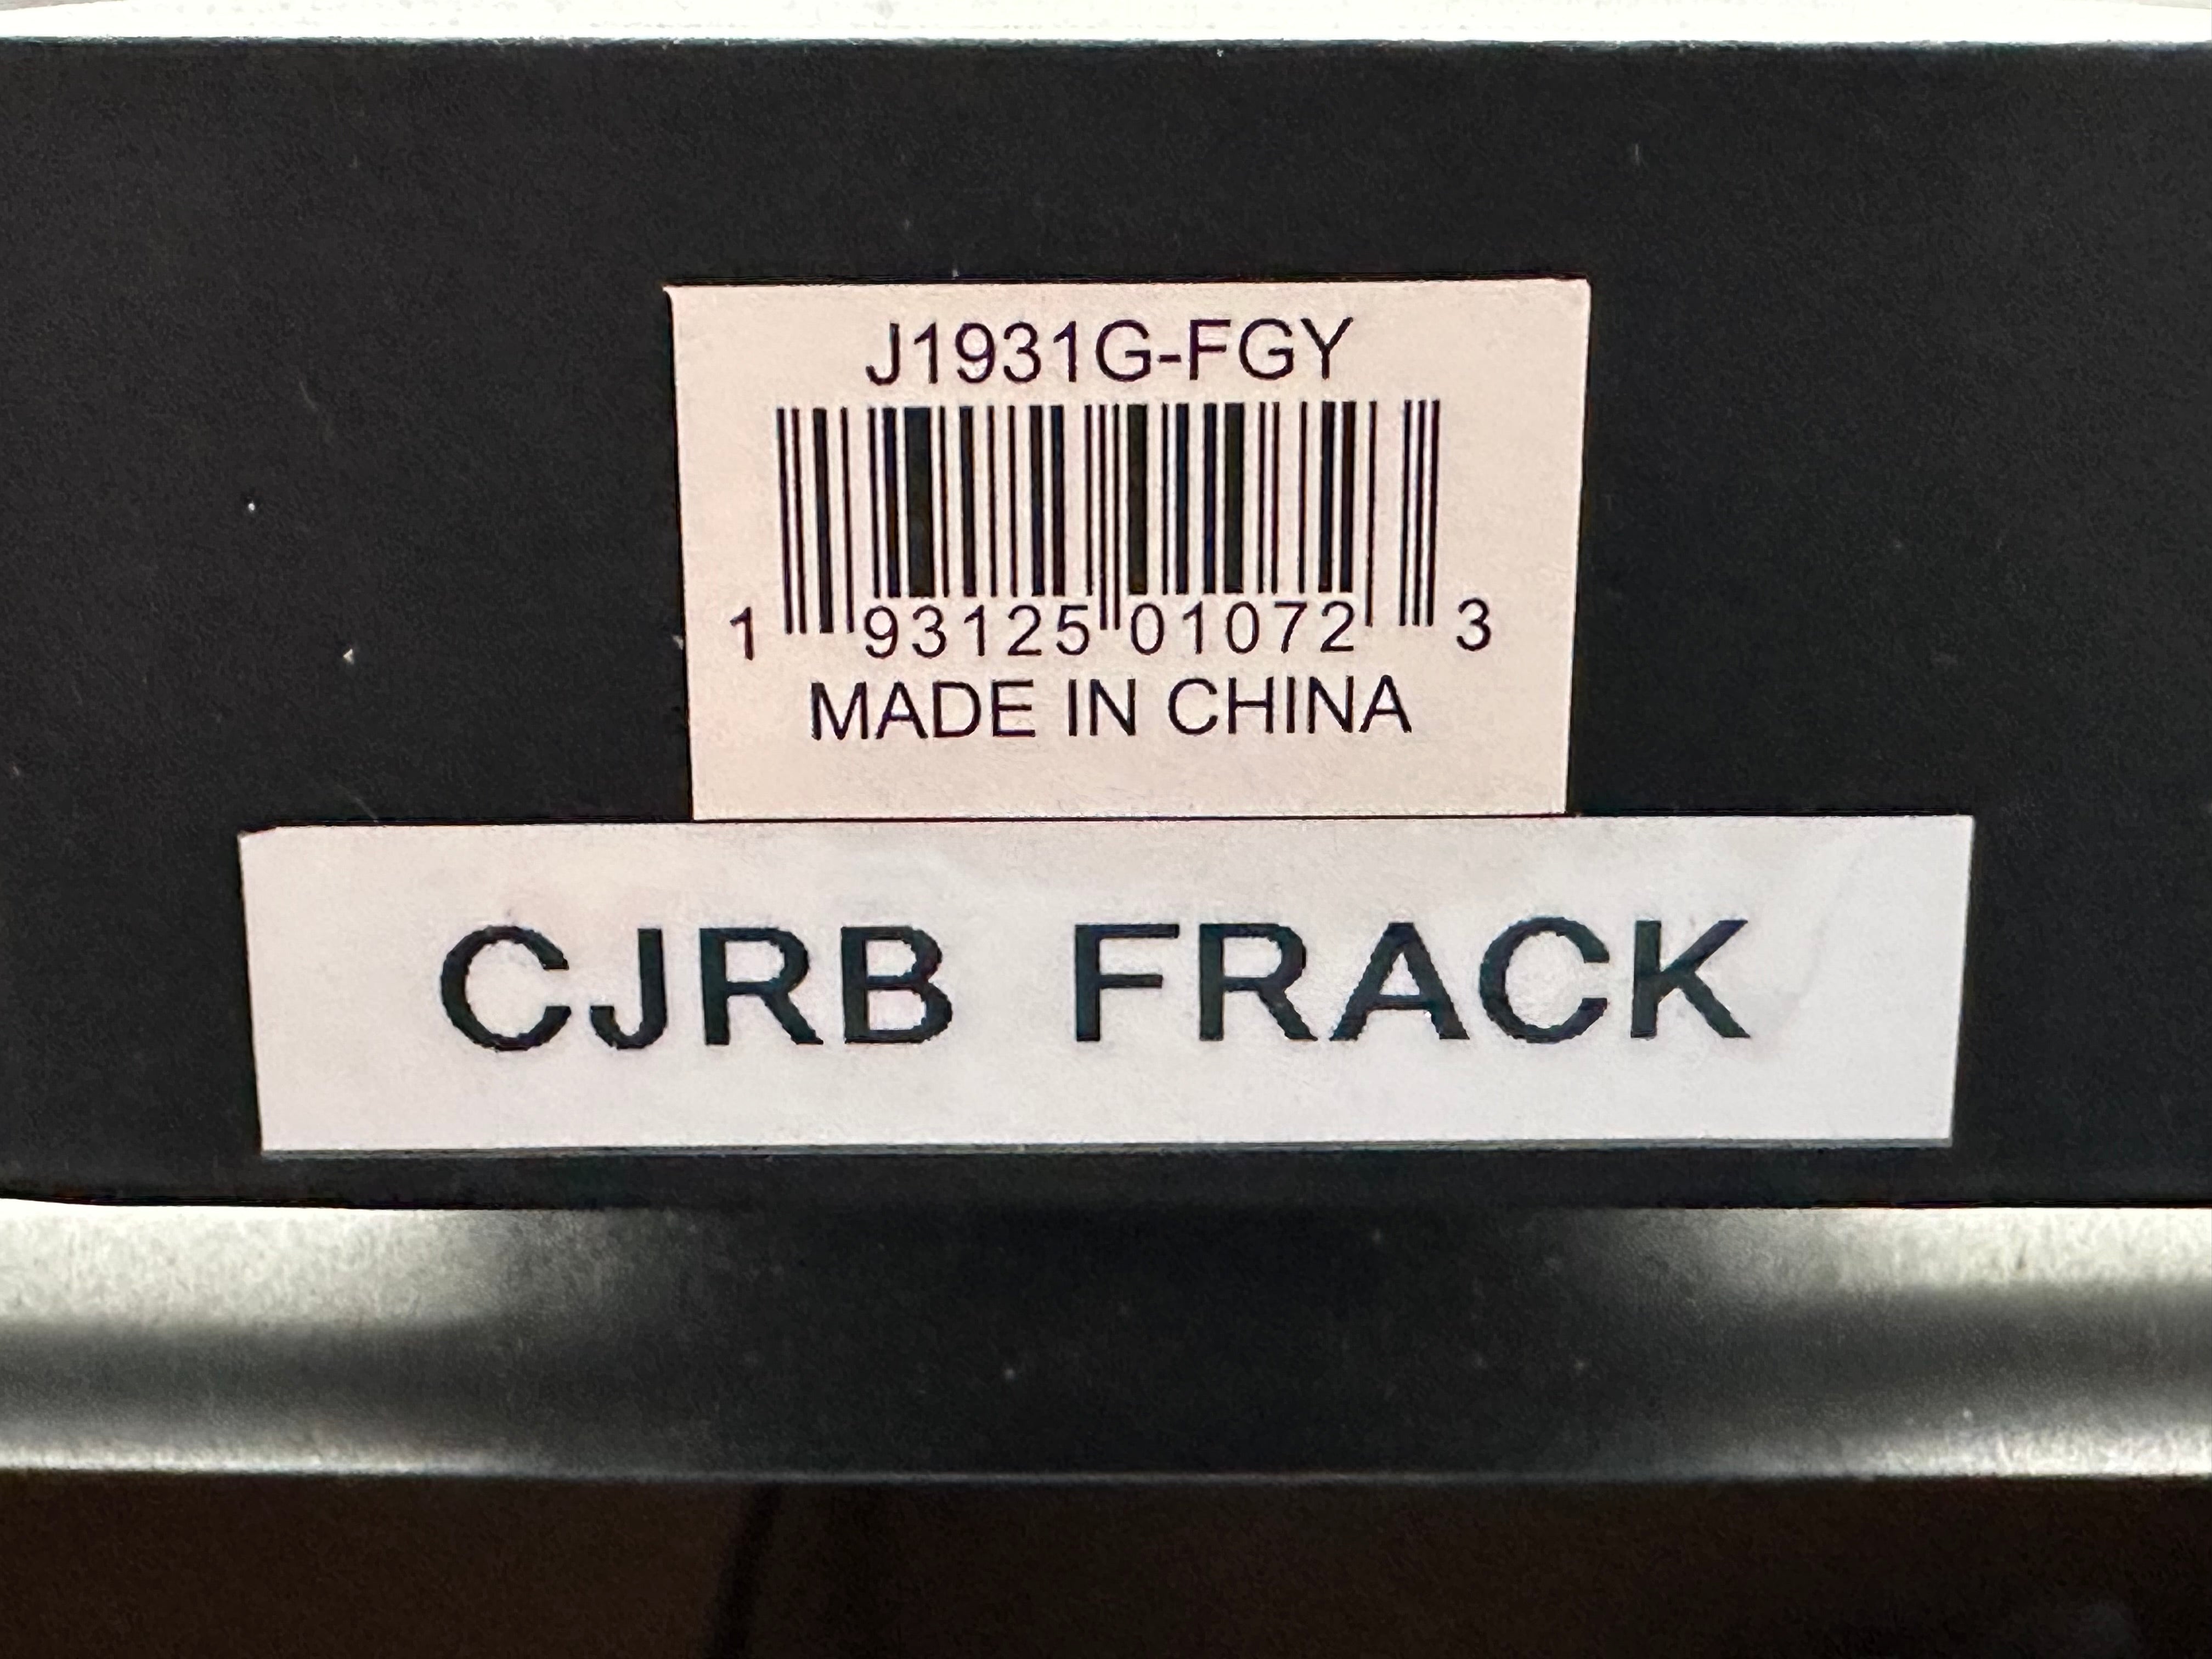 J1931G-FGY
1 93125 01072 3
MADE IN CHINA
CJRB FRACK